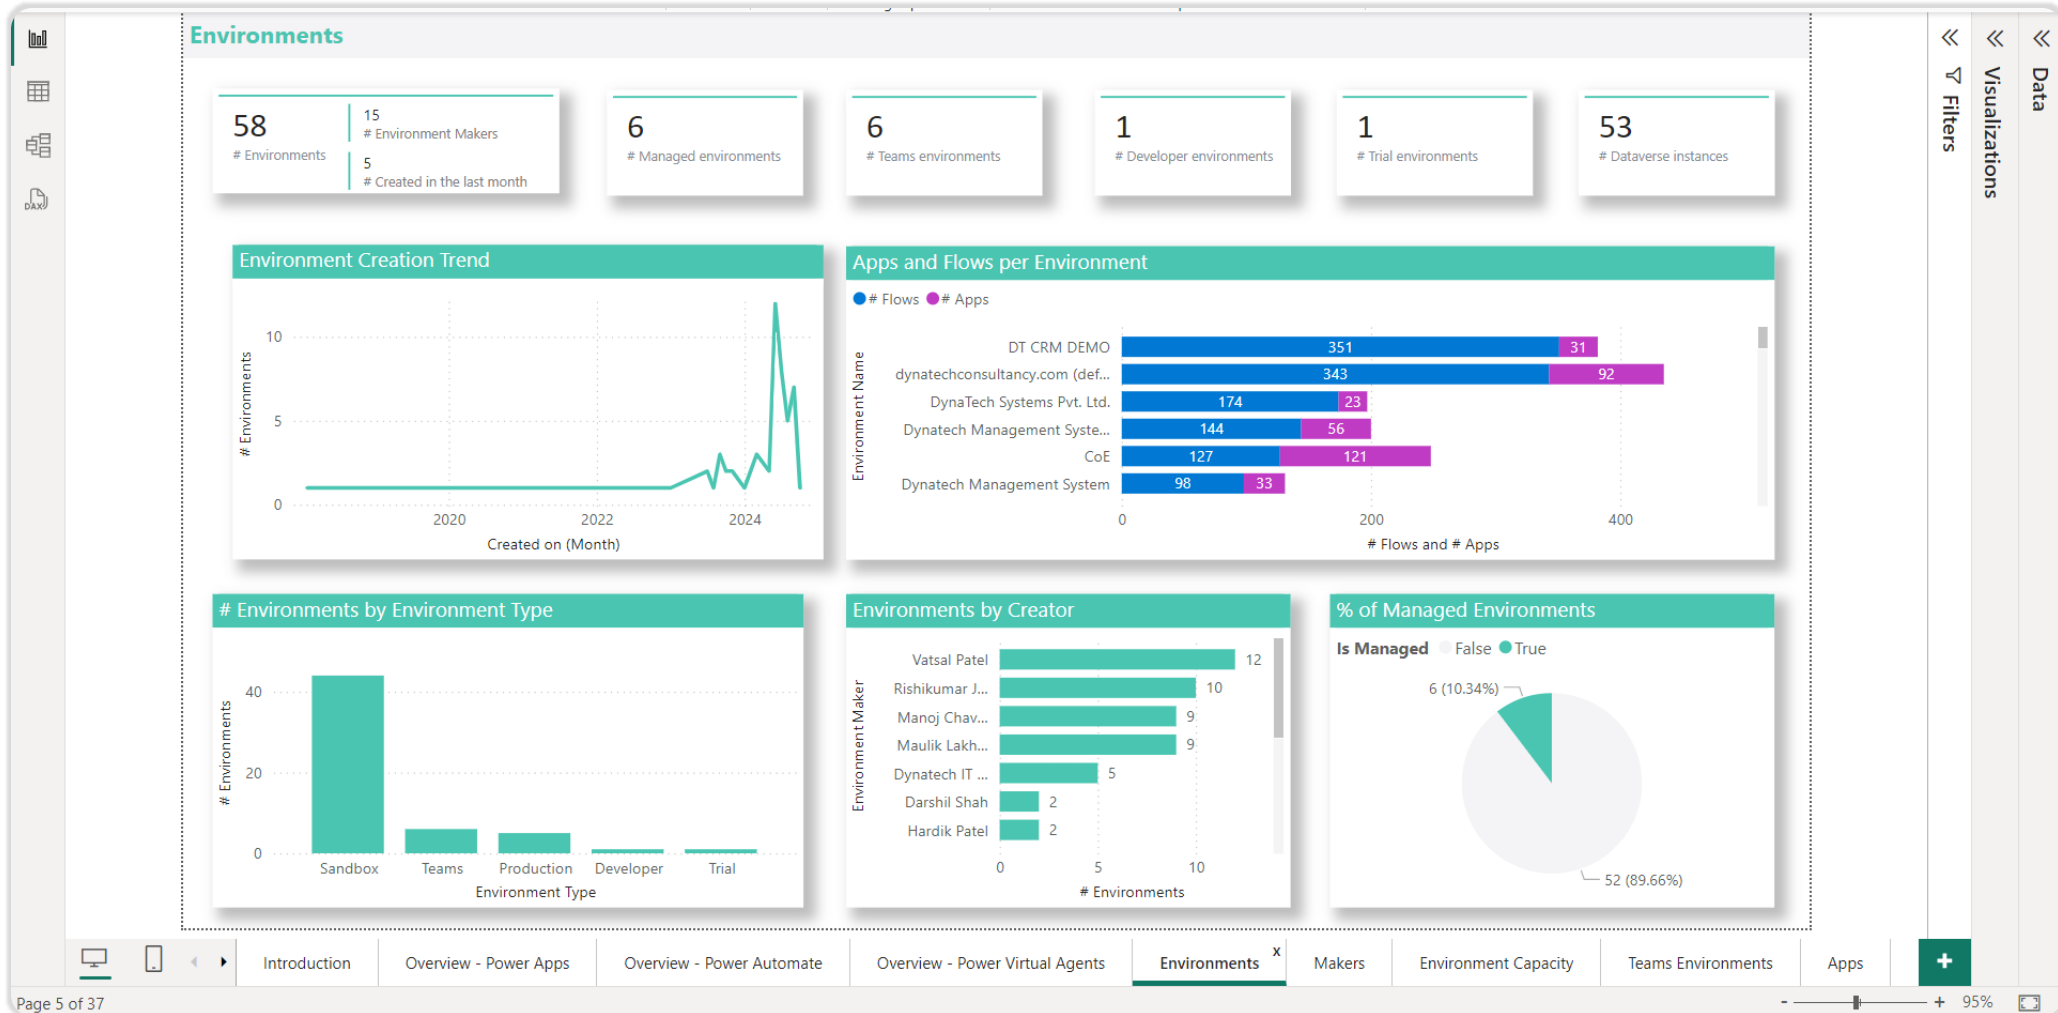 Environments
58
# Environments
15
# Environment Makers
5
# Created in the last month
6
# Managed environments
6
# Teams environments
1
# Developer environments
1
# Trial environments
53
# Dataverse instances
Environment Creation Trend
# Environments
10
5
0
2020
2022
2024
Created on (Month)
Apps and Flows per Environment
# Flows
# Apps
Environment Name
DT CRM DEMO
351
31
dynatechconsultancy.com (def...
343
92
DynaTech Systems Pvt. Ltd.
174
23
Dynatech Management Syste...
144
56
CoE
127
121
Dynatech Management System
98
33
0
200
400
# Flows and # Apps
# Environments by Environment Type
# Environments
40
20
0
Sandbox
Teams
Production
Developer
Trial
Environment Type
Environments by Creator
Environment Maker
Vatsal Patel
12
Rishikumar J...
10
Manoj Chav...
9
Maulik Lakh...
9
Dynatech IT ...
5
Darshil Shah
2
Hardik Patel
2
0
5
10
# Environments
% of Managed Environments
Is Managed
False
True
6 (10.34%)
52 (89.66%)
Filters
Visualizations
Data
DAX
Introduction
Overview - Power Apps
Overview - Power Automate
Overview - Power Virtual Agents
Environments
x
Makers
Environment Capacity
Teams Environments
Apps
+
Page 5 of 37
-
+
95%